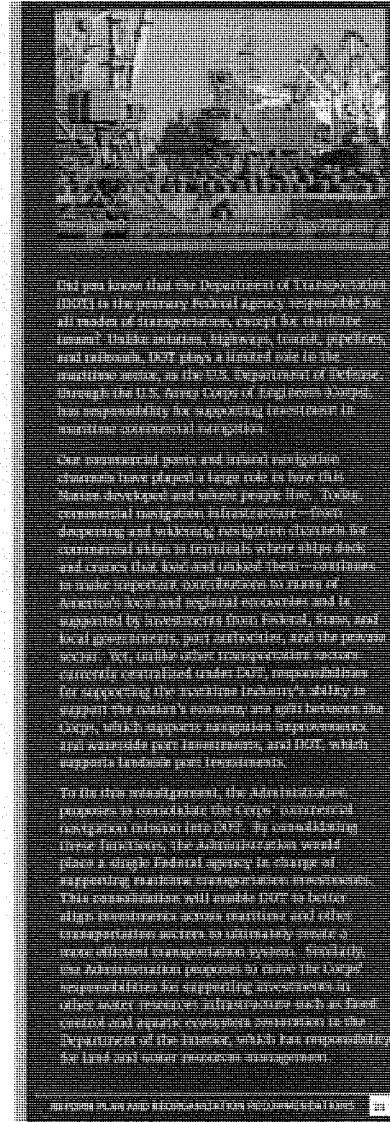 Did you know that the Department of Transportation
(DOT) is the primary Federal agency responsible for
all modes of transportation, except for maritime
issues? Unlike aviation, highways, transit, pipelines,
and railroads, DOT plays a limited role in the
maritime sector, as the U.S. Department of Defense,
through the U.S. Army Corps of Engineers (Corps),
has responsibility for supporting investment in
maritime commercial navigation.
Our commercial ports and inland navigation
channels have played a large role in how this
Nation developed and where people live. Today,
commercial navigation infrastructure—from
deepening and widening navigation channels for
commercial ships to terminals where ships dock
and cranes that load and unload them—continues
to make important contributions to many of
America's local and regional economies and is
supported by investments from Federal, State, and
local governments, port authorities, and the private
sector. Yet, unlike other transportation sectors
currently centralized under DOT, responsibilities
for supporting the maritime industry's ability to
support the nation's economy are split between the
Corps, which supports navigation improvements
and waterside port investments, and DOT, which
supports landside port investments.
To fix this misalignment, the Administration
proposes to consolidate the Corps' commercial
navigation mission into DOT. By consolidating
these functions, the Administration would
place a single Federal agency in charge of
supporting maritime transportation investments.
This consolidation will enable DOT to better
align investments across maritime and other
transportation sectors to ultimately create a
more efficient transportation system. Similarly,
the Administration proposes to move the Corps'
responsibilities for supporting investments in
other water resources infrastructure such as flood
control and aquatic ecosystem restoration to the
Department of the Interior, which has responsibility
for land and water resources management.
REFORM PLAN AND REORGANIZATION RECOMMENDATIONS